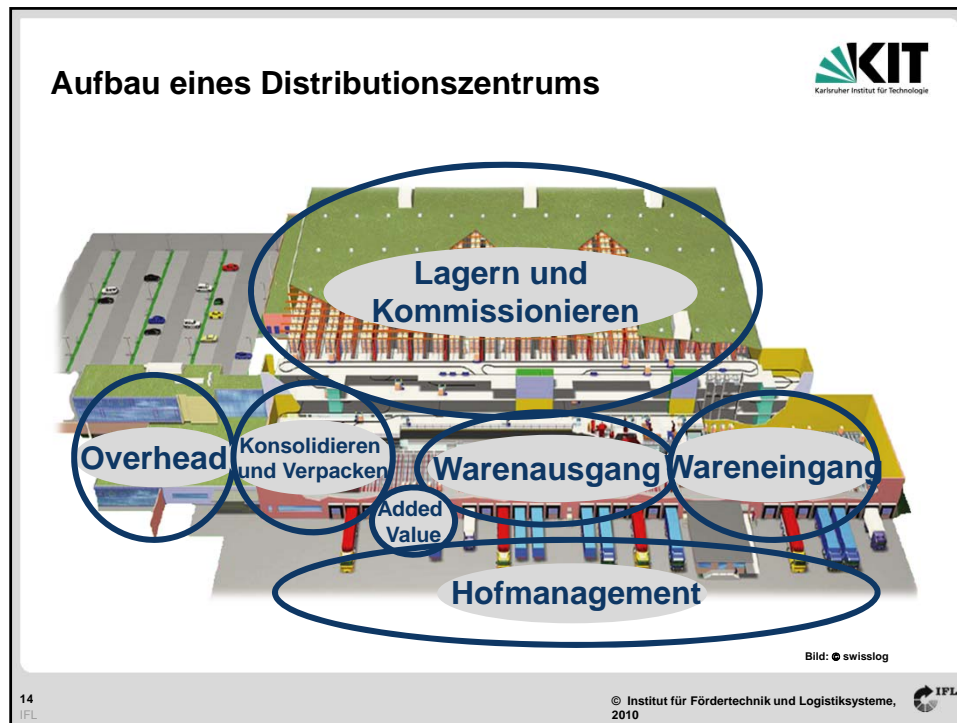 Aufbau eines Distributionszentrums
KIT
Karlsruher Institut für Technologie
Lagern und
Kommissionieren
Overhead
Konsolidieren
und Verpacken
Warenausgang
Wareneingang
Added
Value
Hofmanagement
Bild: © swisslog
14
IFL
© Institut für Fördertechnik und Logistiksysteme,
2010
IFL